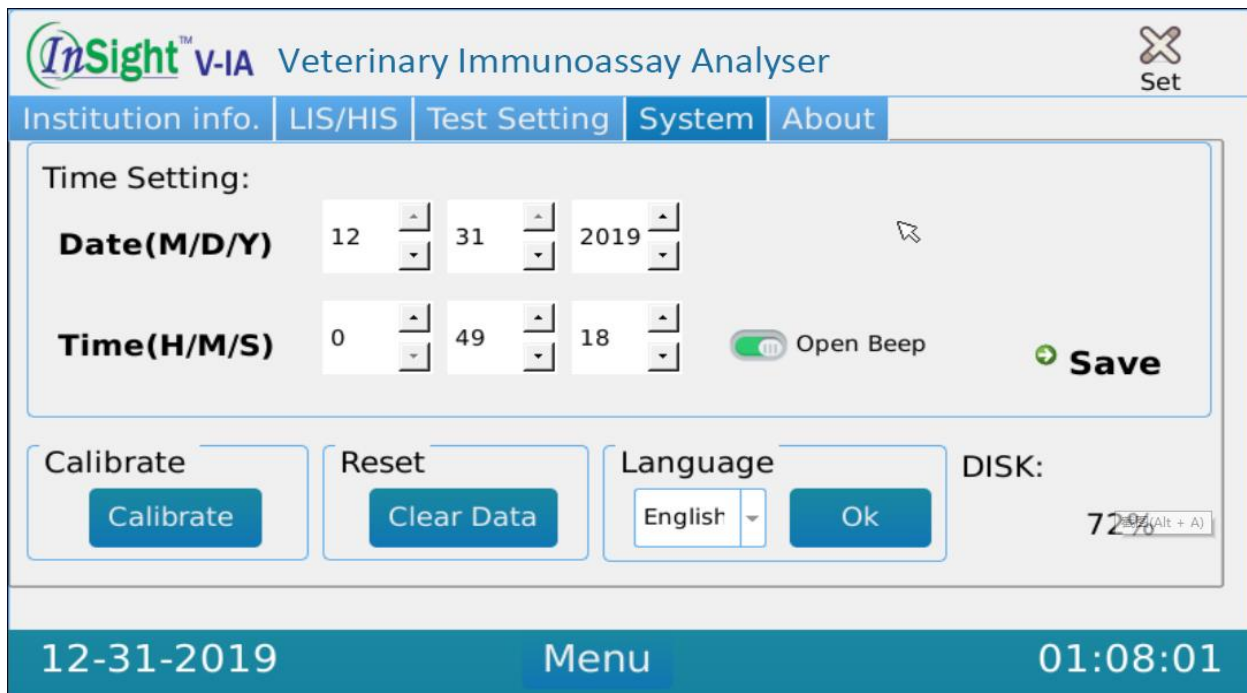 InSight™ V-IA Veterinary Immunoassay Analyser
Set
Institution info. LIS/HIS Test Setting System About
Time Setting:
Date(M/D/Y) 12 31 2019
Time(H/M/S) 0 49 18 Open Beep Save
Calibrate Reset Language DISK:
Calibrate Clear Data English Ok 72% (Alt + A)
12-31-2019 Menu 01:08:01